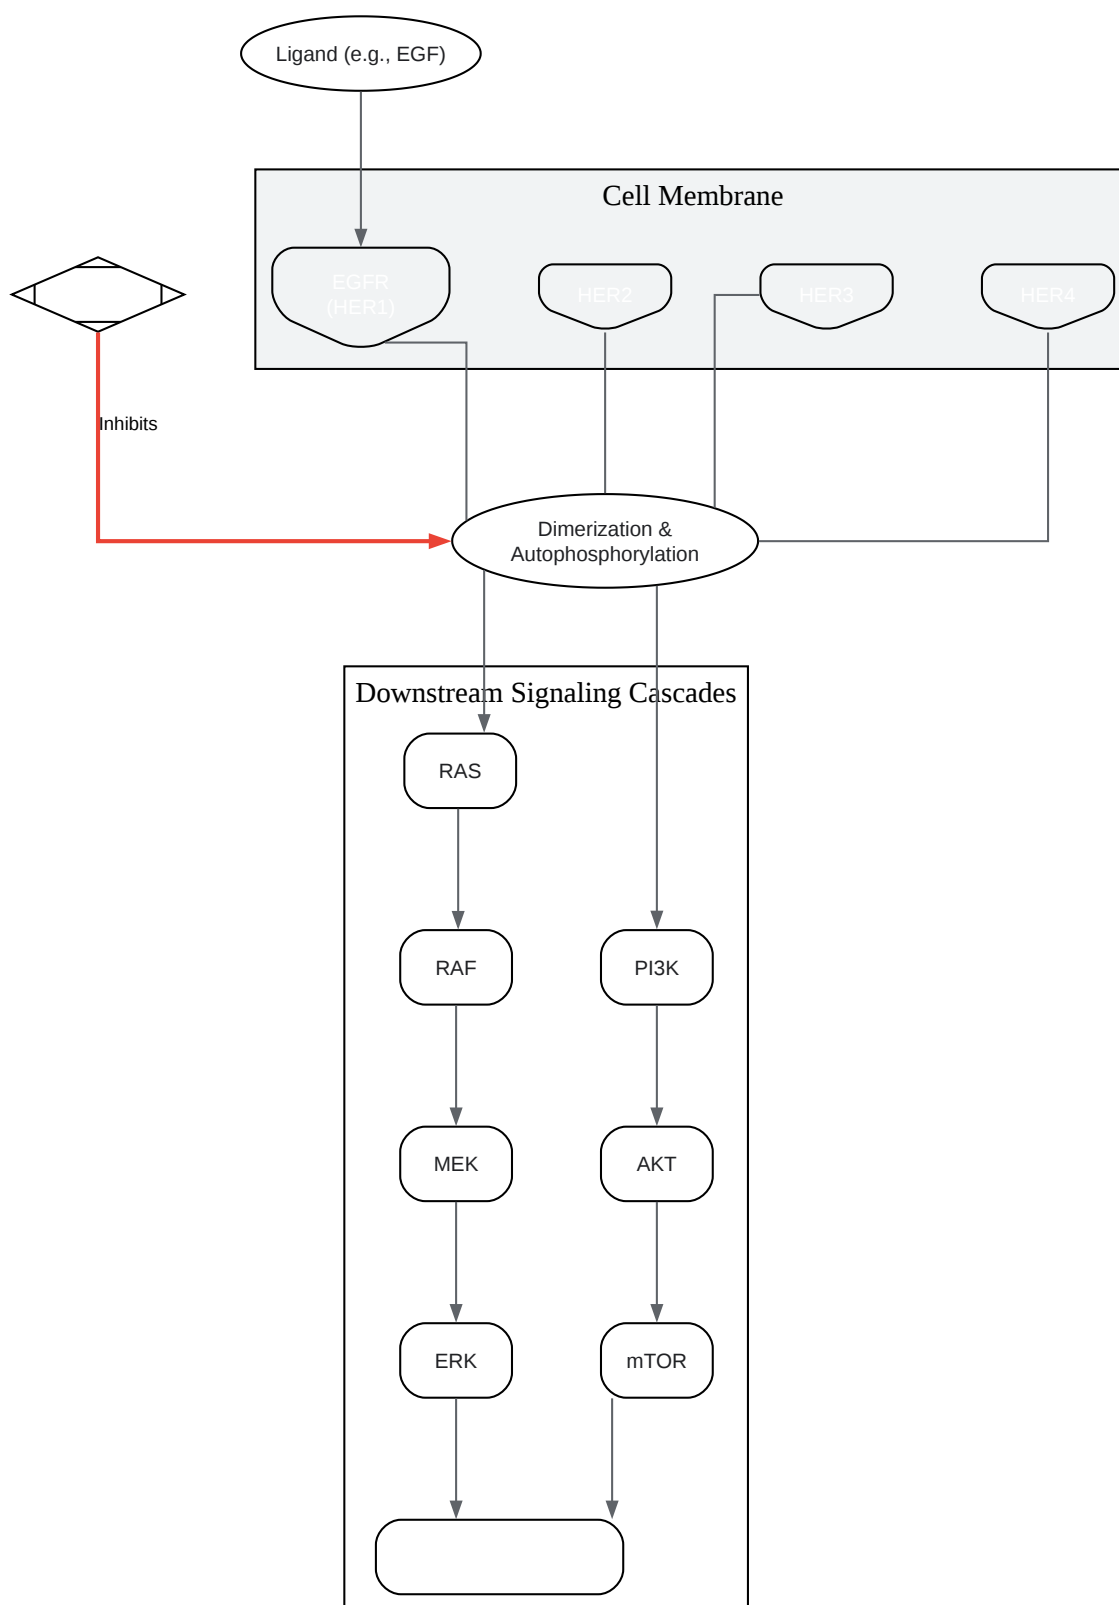 Ligand (e.g., EGF)
Cell Membrane
EGFR
(HER1)
HER2
HER3
HER4
Inhibits
Dimerization &
Autophosphorylation
Downstream Signaling Cascades
RAS
RAF
PI3K
MEK
AKT
ERK
mTOR